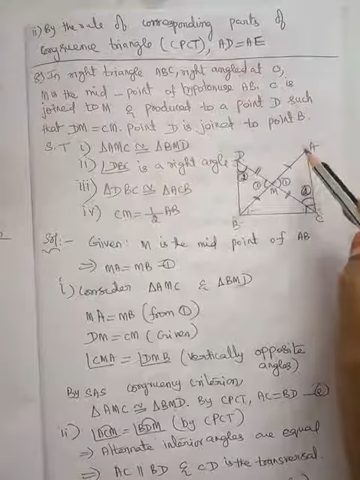 ii) By the rule of corresponding parts of
congruence triangle (CPCT), AD=AE
8) In right triangle ABC, right angled at C,
M is the mid-point of hypotenuse AB. C is
joined to M & produced to a point D such
that DM=CM. Point D is joined to point B.
S.T i) ΔAMC ≅ ΔBMD
ii) ∠DBC is a right angle
iii) ΔDBC ≅ ΔACB
iv) CM=1/2 AB
D A
M
B C
Sol:- Given: M is the mid point of AB
⇒ MA=MB -①
i) Consider ΔAMC & ΔBMD
MA=MB (from ①)
DM=CM (Given)
∠CMA = ∠DMB (Vertically opposite
angles)
By SAS congruency criterion
ΔAMC ≅ ΔBMD. By CPCT, AC=BD -②
ii) ∠ACM = ∠BDM (by CPCT)
⇒ Alternate interior angles are equal
⇒ AC || BD & CD is the transversal.